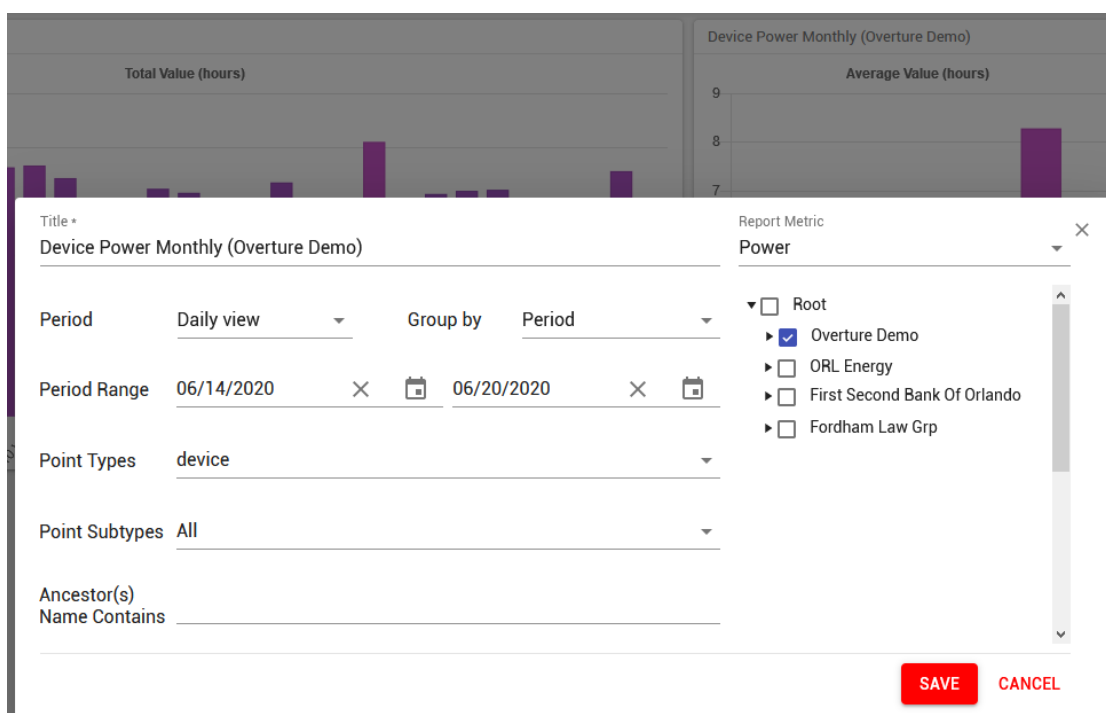 Device Power Monthly (Overture Demo)
Total Value (hours)
Average Value (hours)
9
8
7
Title *
Device Power Monthly (Overture Demo)
Report Metric
Power
Period
Daily view
Group by
Period
Period Range
06/14/2020
06/20/2020
Point Types
device
Point Subtypes
All
Ancestor(s)
Name Contains
Root
Overture Demo
ORL Energy
First Second Bank Of Orlando
Fordham Law Grp
SAVE
CANCEL